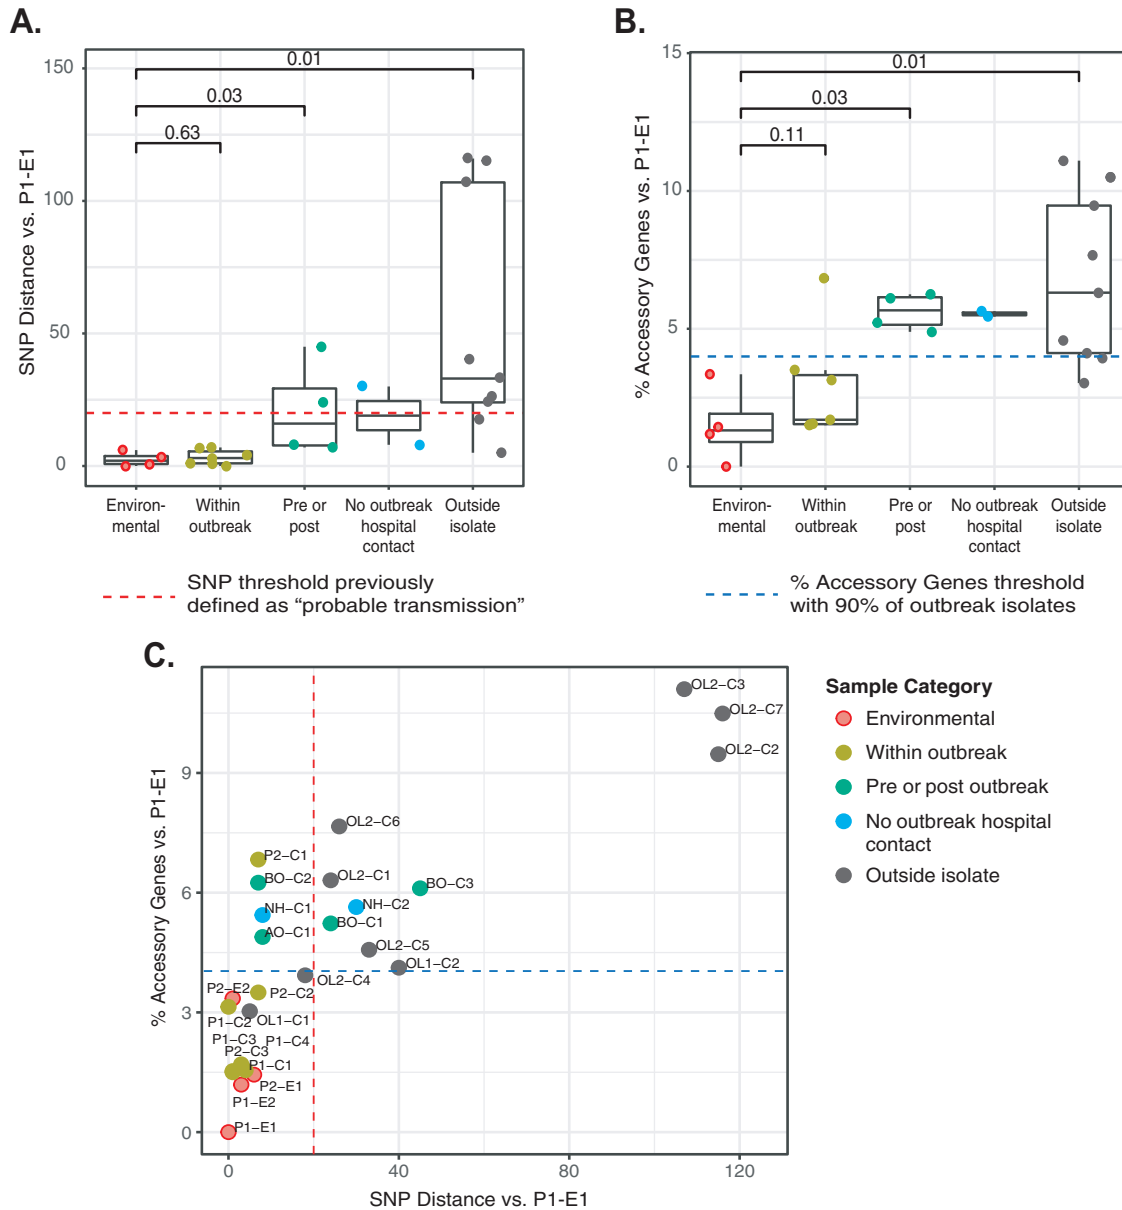 A.
SNP Distance vs. P1-E1
150
100
50
0
0.01
0.03
0.63
Environ-
mental
Within
outbreak
Pre or
post
No outbreak
hospital
contact
Outside
isolate
SNP threshold previously
defined as “probable transmission”
B.
% Accessory Genes vs. P1-E1
15
10
5
0
0.01
0.03
0.11
Environ-
mental
Within
outbreak
Pre or
post
No outbreak
hospital
contact
Outside
isolate
% Accessory Genes threshold
with 90% of outbreak isolates
C.
% Accessory Genes vs. P1-E1
9
6
3
0
OL2−C3
OL2−C7
OL2−C2
OL2−C6
P2−C1
BO−C2
OL2−C1
BO−C3
NH−C1
NH−C2
AO−C1
BO−C1
OL2−C5
OL1−C2
OL2−C4
P2−E2
P2−C2
P1−C2
OL1−C1
P1−C3
P1−C4
P2−C3
P1−C1
P2−E1
P1−E2
P1−E1
0
40
80
120
SNP Distance vs. P1-E1
Sample Category
Environmental
Within outbreak
Pre or post outbreak
No outbreak hospital
contact
Outside isolate